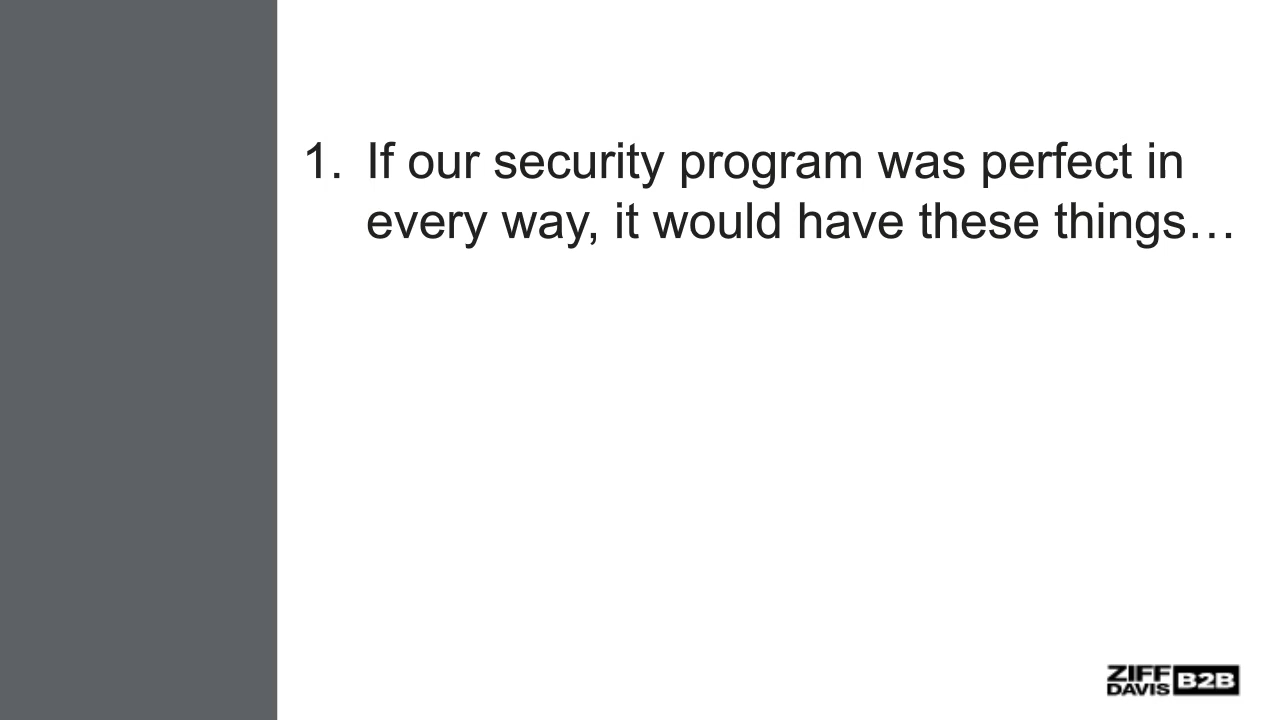 1. If our security program was perfect in
every way, it would have these things…
ZIFF
DAVIS B2B